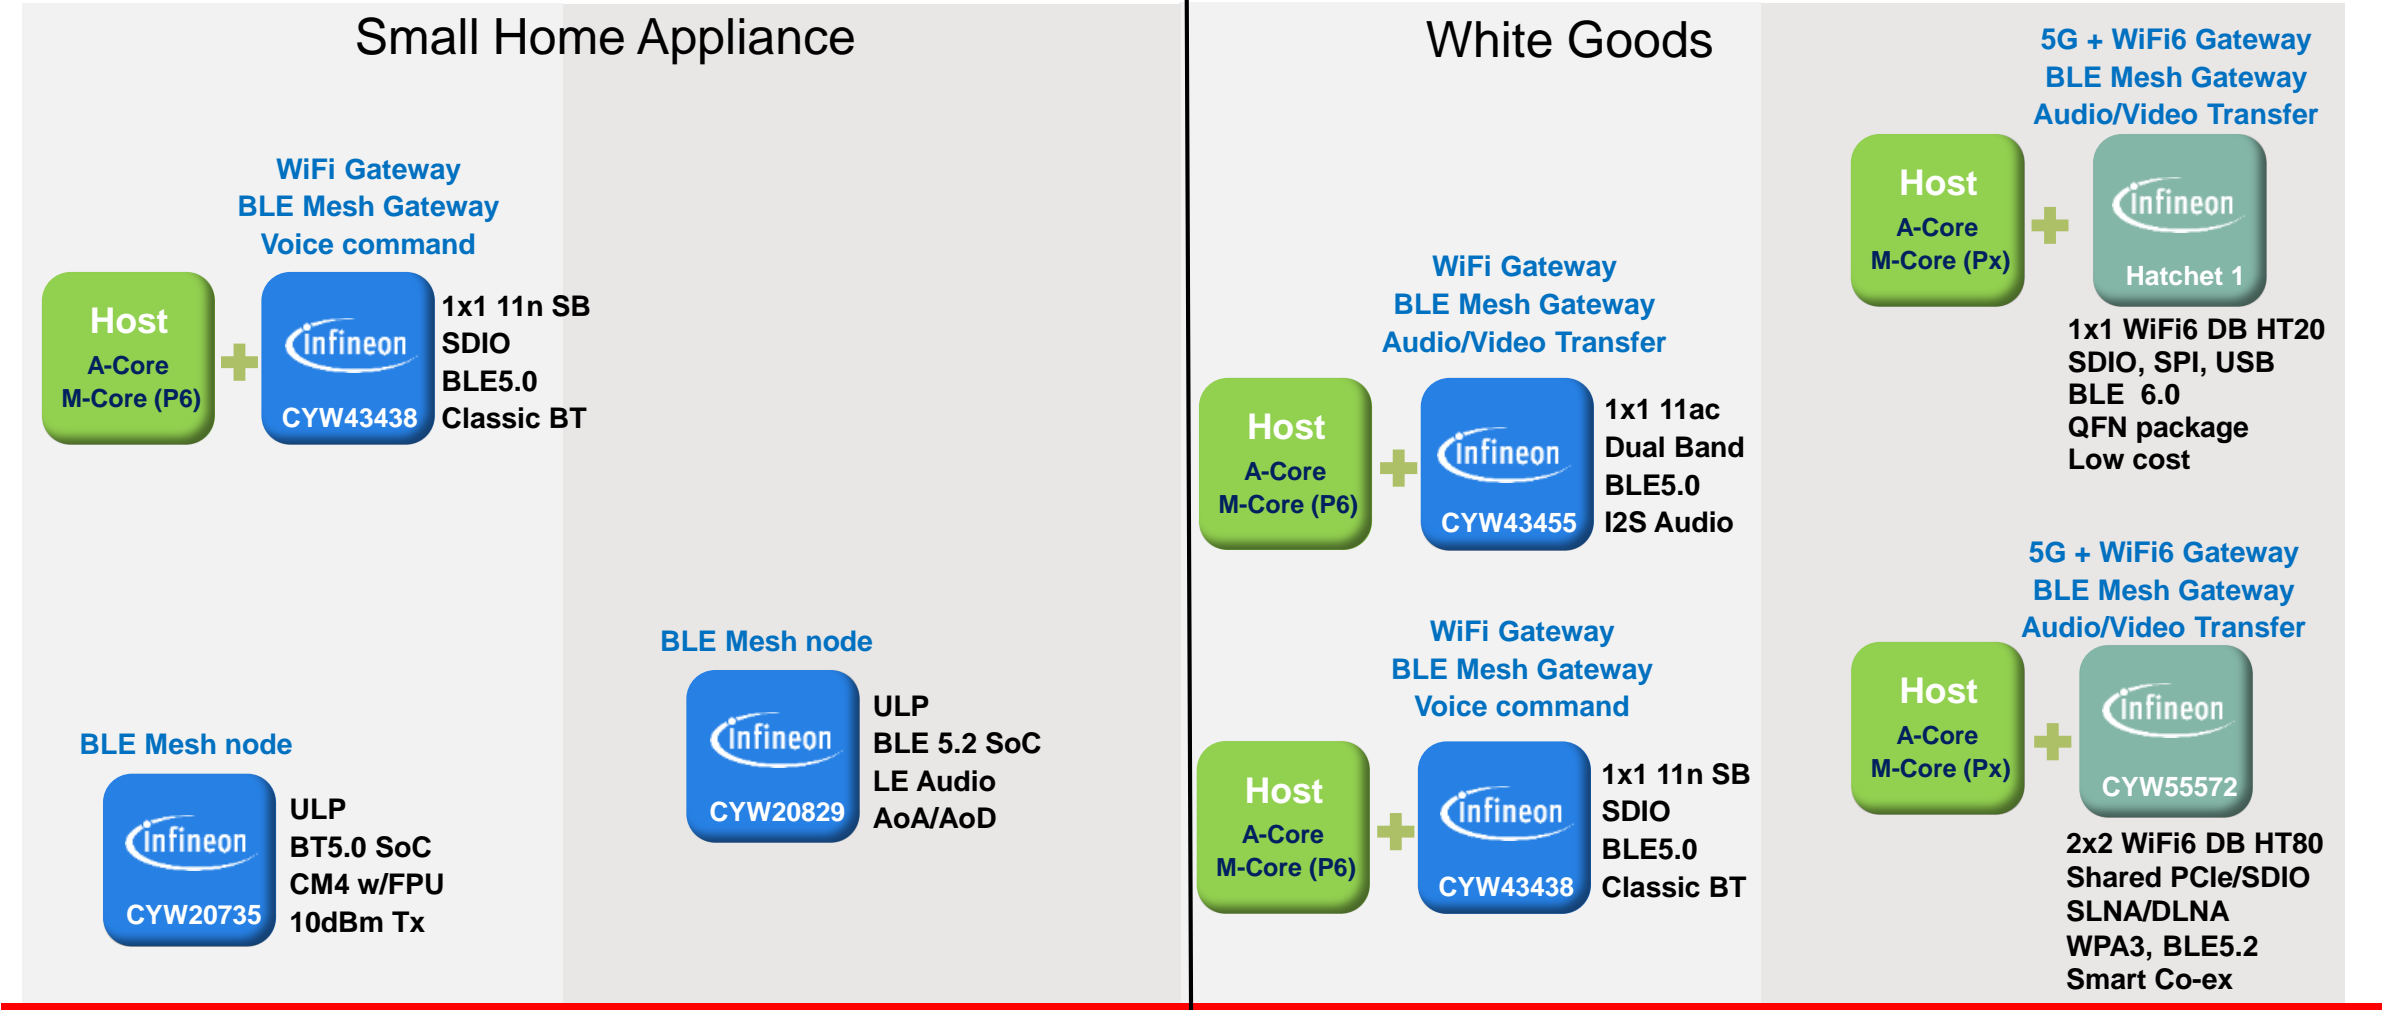 Small Home Appliance
WiFi Gateway
BLE Mesh Gateway
Voice command
Host
A-Core
M-Core (P6)
infineon
CYW43438
1x1 11n SB
SDIO
BLE5.0
Classic BT
BLE Mesh node
infineon
CYW20735
ULP
BT5.0 SoC
CM4 w/FPU
10dBm Tx
BLE Mesh node
infineon
CYW20829
ULP
BLE 5.2 SoC
LE Audio
AoA/AoD
White Goods
WiFi Gateway
BLE Mesh Gateway
Audio/Video Transfer
Host
A-Core
M-Core (P6)
infineon
CYW43455
1x1 11ac
Dual Band
BLE5.0
I2S Audio
WiFi Gateway
BLE Mesh Gateway
Voice command
Host
A-Core
M-Core (P6)
infineon
CYW43438
1x1 11n SB
SDIO
BLE5.0
Classic BT
5G + WiFi6 Gateway
BLE Mesh Gateway
Audio/Video Transfer
Host
A-Core
M-Core (Px)
infineon
Hatchet 1
1x1 WiFi6 DB HT20
SDIO, SPI, USB
BLE 6.0
QFN package
Low cost
5G + WiFi6 Gateway
BLE Mesh Gateway
Audio/Video Transfer
Host
A-Core
M-Core (Px)
infineon
CYW55572
2x2 WiFi6 DB HT80
Shared PCIe/SDIO
SLNA/DLNA
WPA3, BLE5.2
Smart Co-ex